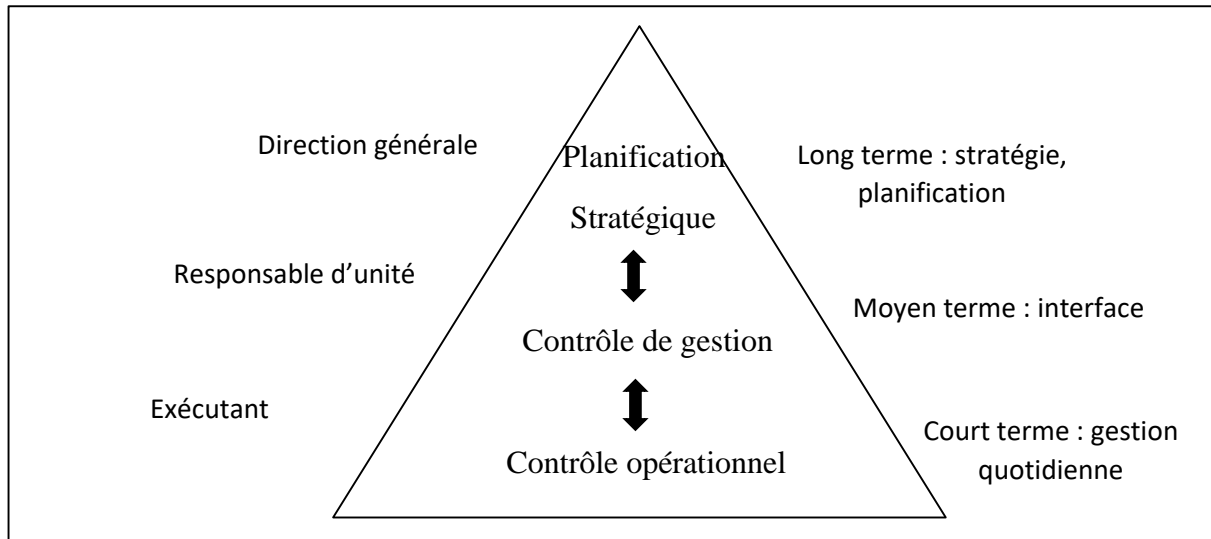 Direction générale
Planification
Stratégique
Long terme : stratégie,
planification
Responsable d’unité
Contrôle de gestion
Moyen terme : interface
Exécutant
Contrôle opérationnel
Court terme : gestion
quotidienne